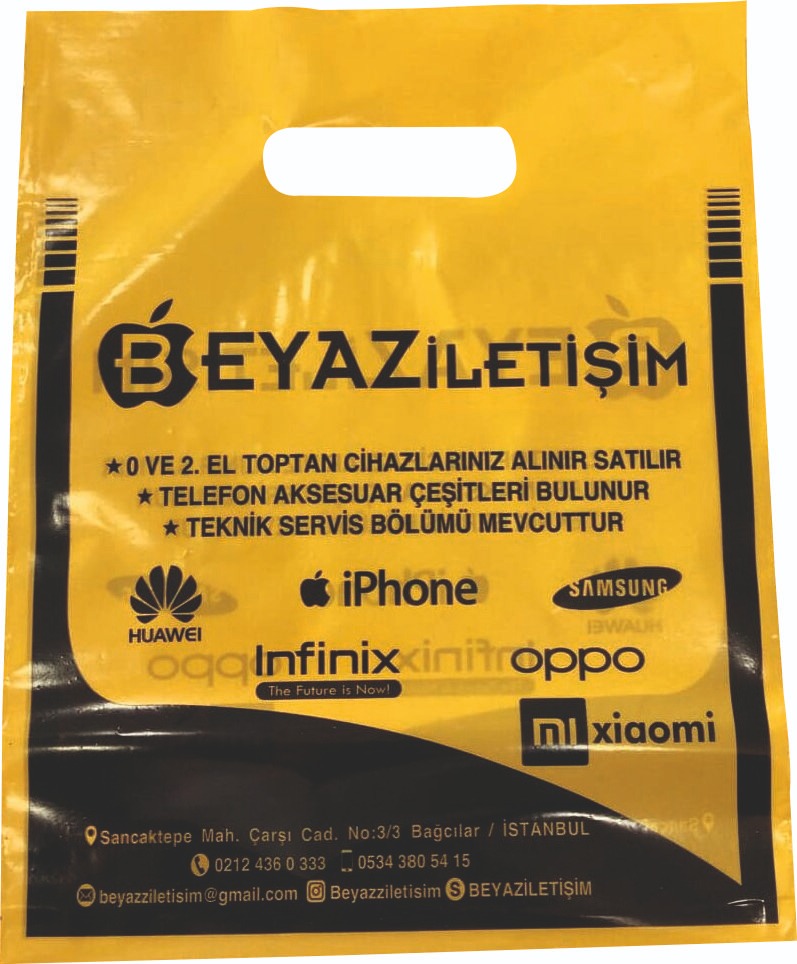 BEYAZİLETİŞİM
★ 0 VE 2. EL TOPTAN CİHAZLARINIZ ALINIR SATILIR
★ TELEFON AKSESUAR ÇEŞİTLERİ BULUNUR
★ TEKNİK SERVİS BÖLÜMÜ MEVCUTTUR
HUAWEI
iPhone
SAMSUNG
Infinix
The Future is Now!
oppo
mi xiaomi
Sancaktepe Mah. Çarşı Cad. No:3/3 Bağcılar / İSTANBUL
0212 436 0 333 0534 380 54 15
beyazziletisim@gmail.com Beyazziletisim S BEYAZİLETİŞİM